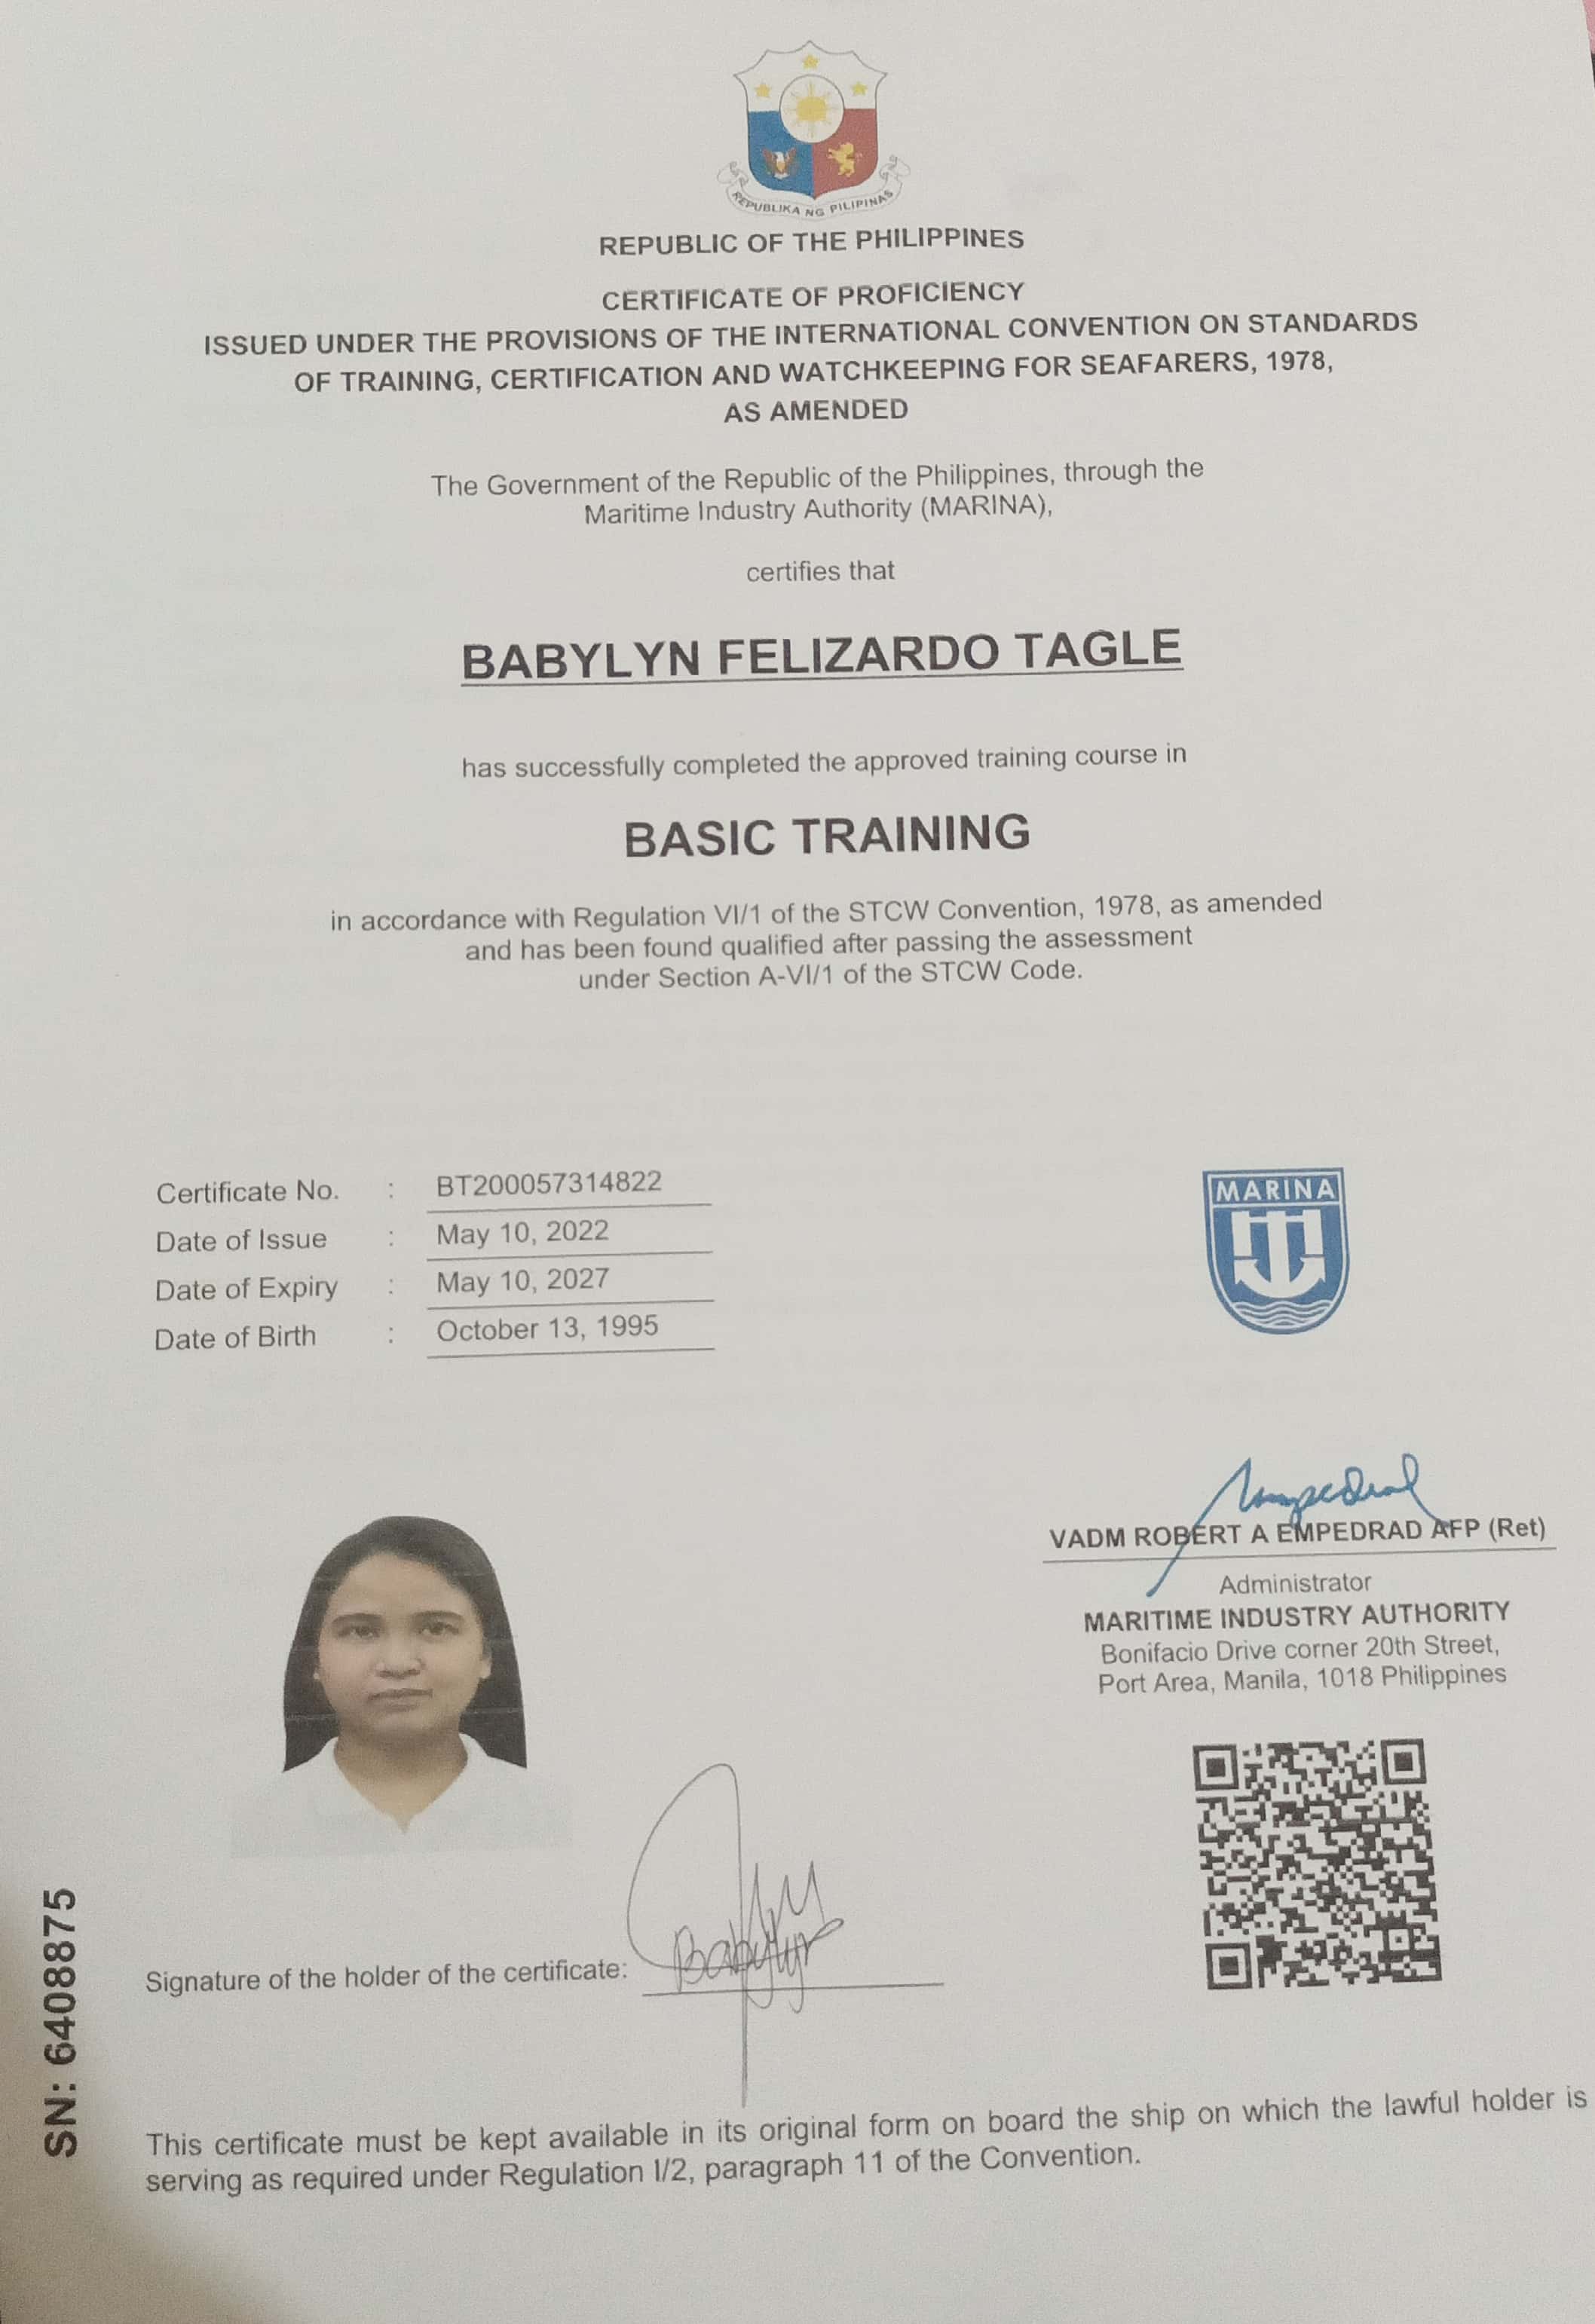 REPUBLIKA NG PILIPINAS
REPUBLIC OF THE PHILIPPINES
CERTIFICATE OF PROFICIENCY
ISSUED UNDER THE PROVISIONS OF THE INTERNATIONAL CONVENTION ON STANDARDS
OF TRAINING, CERTIFICATION AND WATCHKEEPING FOR SEAFARERS, 1978,
AS AMENDED
The Government of the Republic of the Philippines, through the
Maritime Industry Authority (MARINA),
certifies that
BABYLYN FELIZARDO TAGLE
has successfully completed the approved training course in
BASIC TRAINING
in accordance with Regulation VI/1 of the STCW Convention, 1978, as amended
and has been found qualified after passing the assessment
under Section A-VI/1 of the STCW Code.
Certificate No. : BT200057314822
Date of Issue : May 10, 2022
Date of Expiry : May 10, 2027
Date of Birth : October 13, 1995
MARINA
VADM ROBERT A EMPEDRAD AFP (Ret)
Administrator
MARITIME INDUSTRY AUTHORITY
Bonifacio Drive corner 20th Street,
Port Area, Manila, 1018 Philippines
Signature of the holder of the certificate:
SN: 6408875
This certificate must be kept available in its original form on board the ship on which the lawful holder is
serving as required under Regulation I/2, paragraph 11 of the Convention.